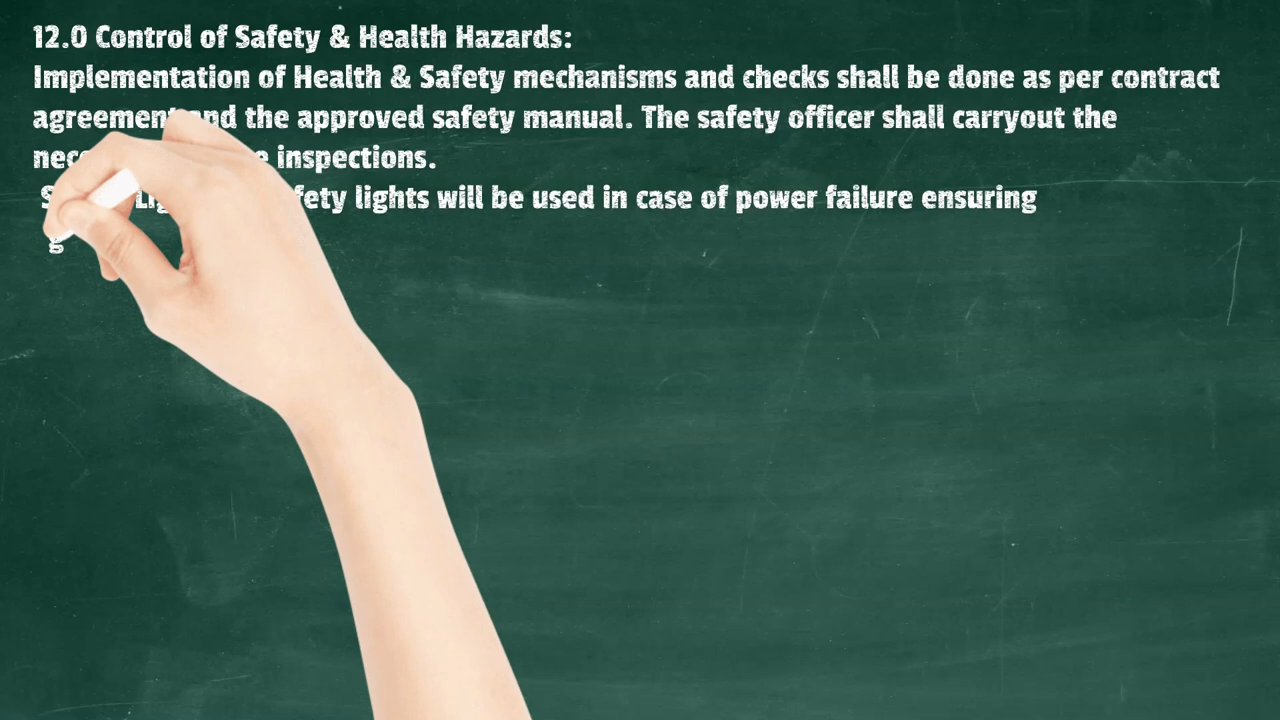 12.0 Control of Safety & Health Hazards:
Implementation of Health & Safety mechanisms and checks shall be done as per contract
agreement and the approved safety manual. The safety officer shall carryout the
inspections.
lights will be used in case of power failure ensuring
g